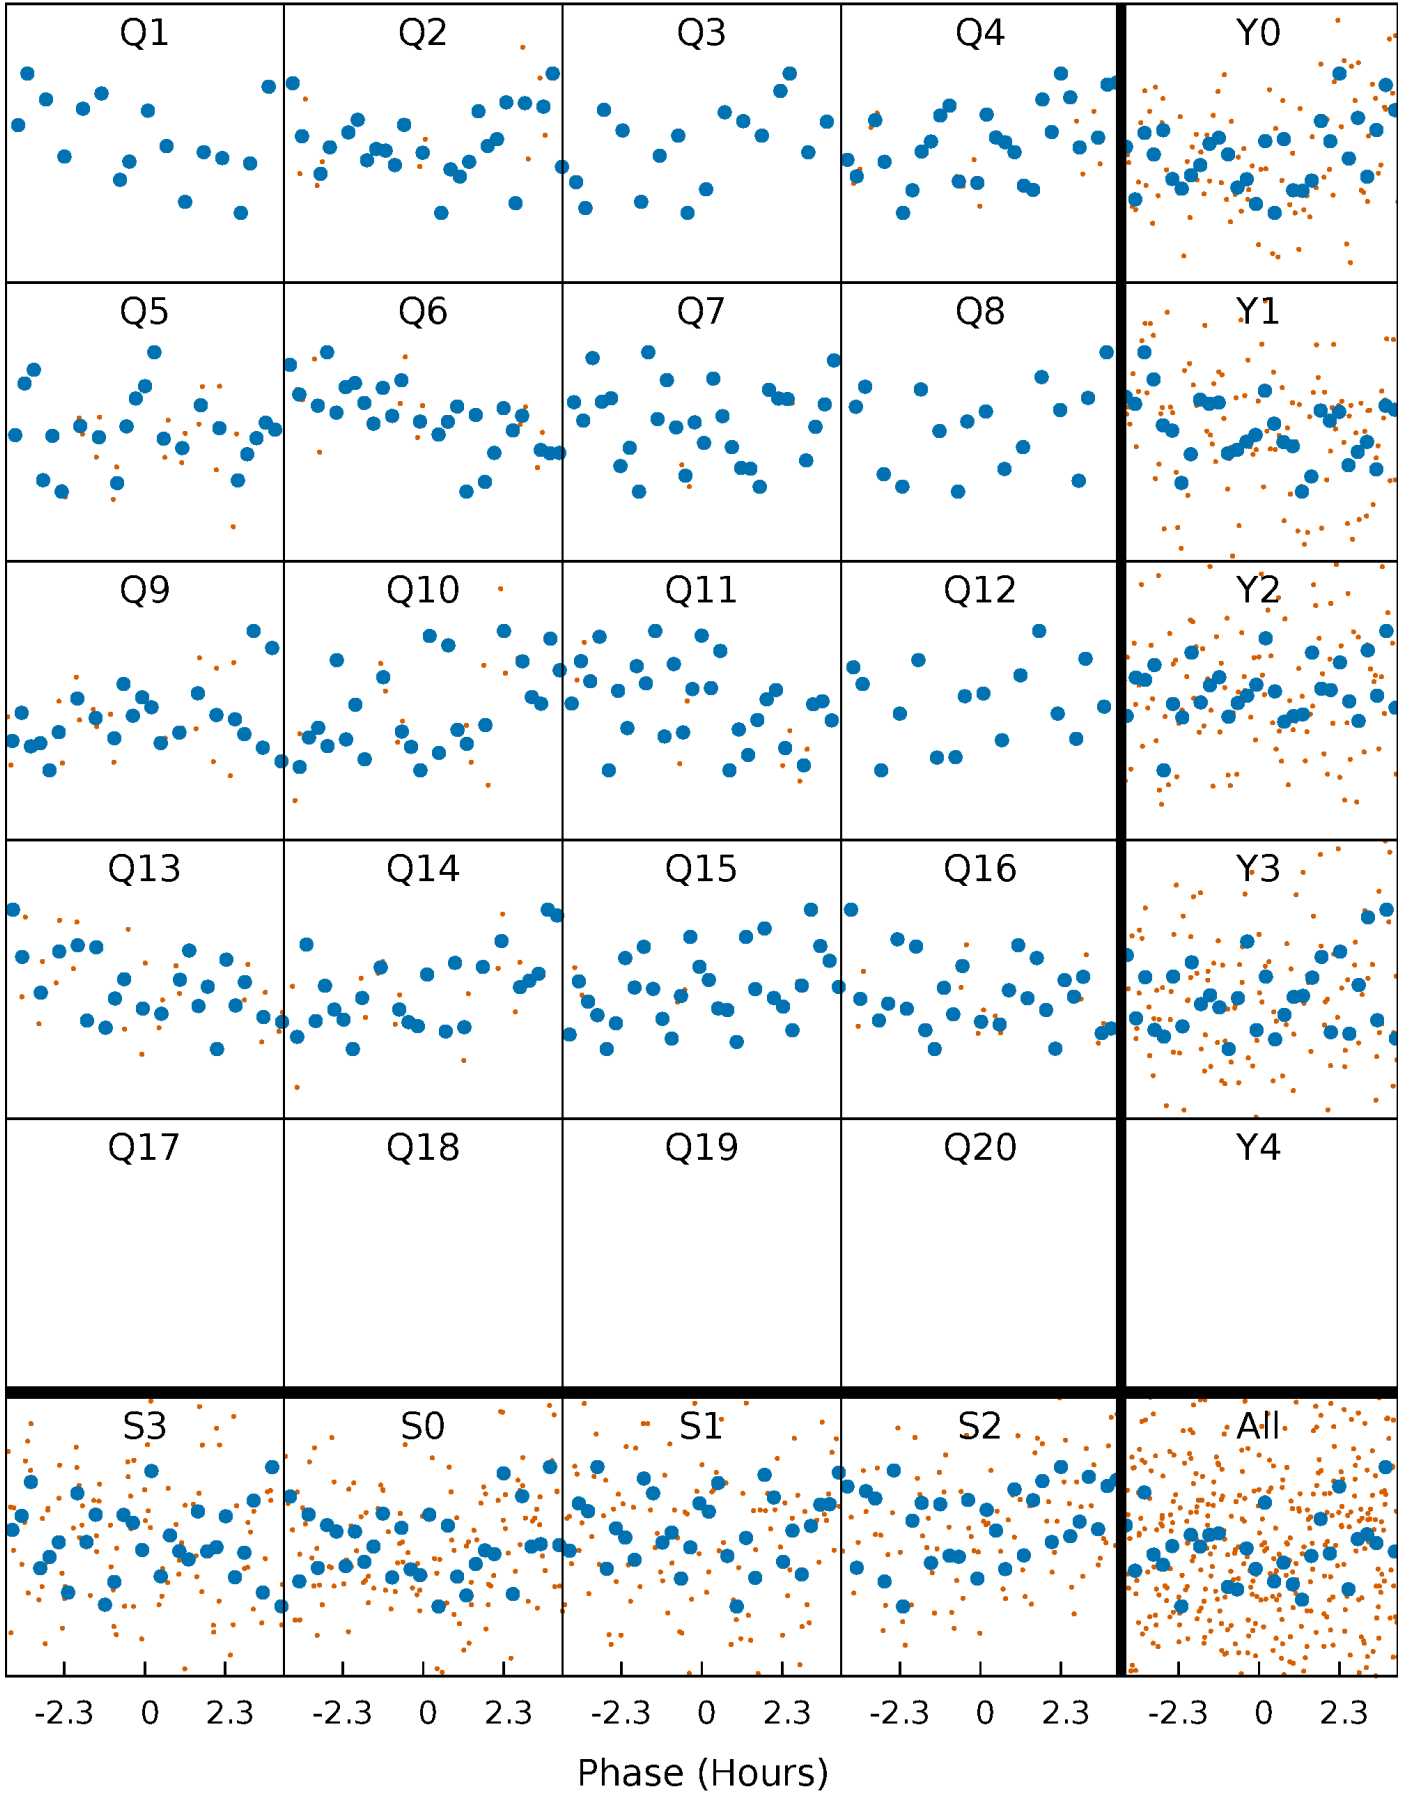 Q1 Q2 Q3 Q4 Y0
Q5 Q6 Q7 Q8 Y1
Q9 Q10 Q11 Q12 Y2
Q13 Q14 Q15 Q16 Y3
Q17 Q18 Q19 Q20 Y4
S3 S0 S1 S2 All
-2.3 0 2.3 -2.3 0 2.3 -2.3 0 2.3 -2.3 0 2.3 -2.3 0 2.3
Phase (Hours)